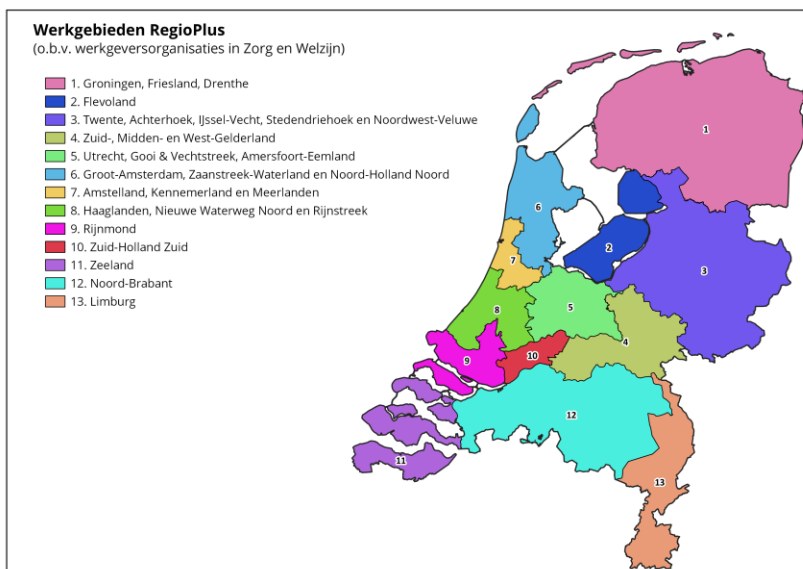 Werkgebieden RegioPlus
(o.b.v. werkgeversorganisaties in Zorg en Welzijn)
1. Groningen, Friesland, Drenthe
2. Flevoland
3. Twente, Achterhoek, IJssel-Vecht, Stedendriehoek en Noordwest-Veluwe
4. Zuid-, Midden- en West-Gelderland
5. Utrecht, Gooi & Vechtstreek, Amersfoort-Eemland
6. Groot-Amsterdam, Zaanstreek-Waterland en Noord-Holland Noord
7. Amstelland, Kennemerland en Meerlanden
8. Haaglanden, Nieuwe Waterweg Noord en Rijnstreek
9. Rijnmond
10. Zuid-Holland Zuid
11. Zeeland
12. Noord-Brabant
13. Limburg
1
6
2
7
3
5
8
4
10
9
12
11
13